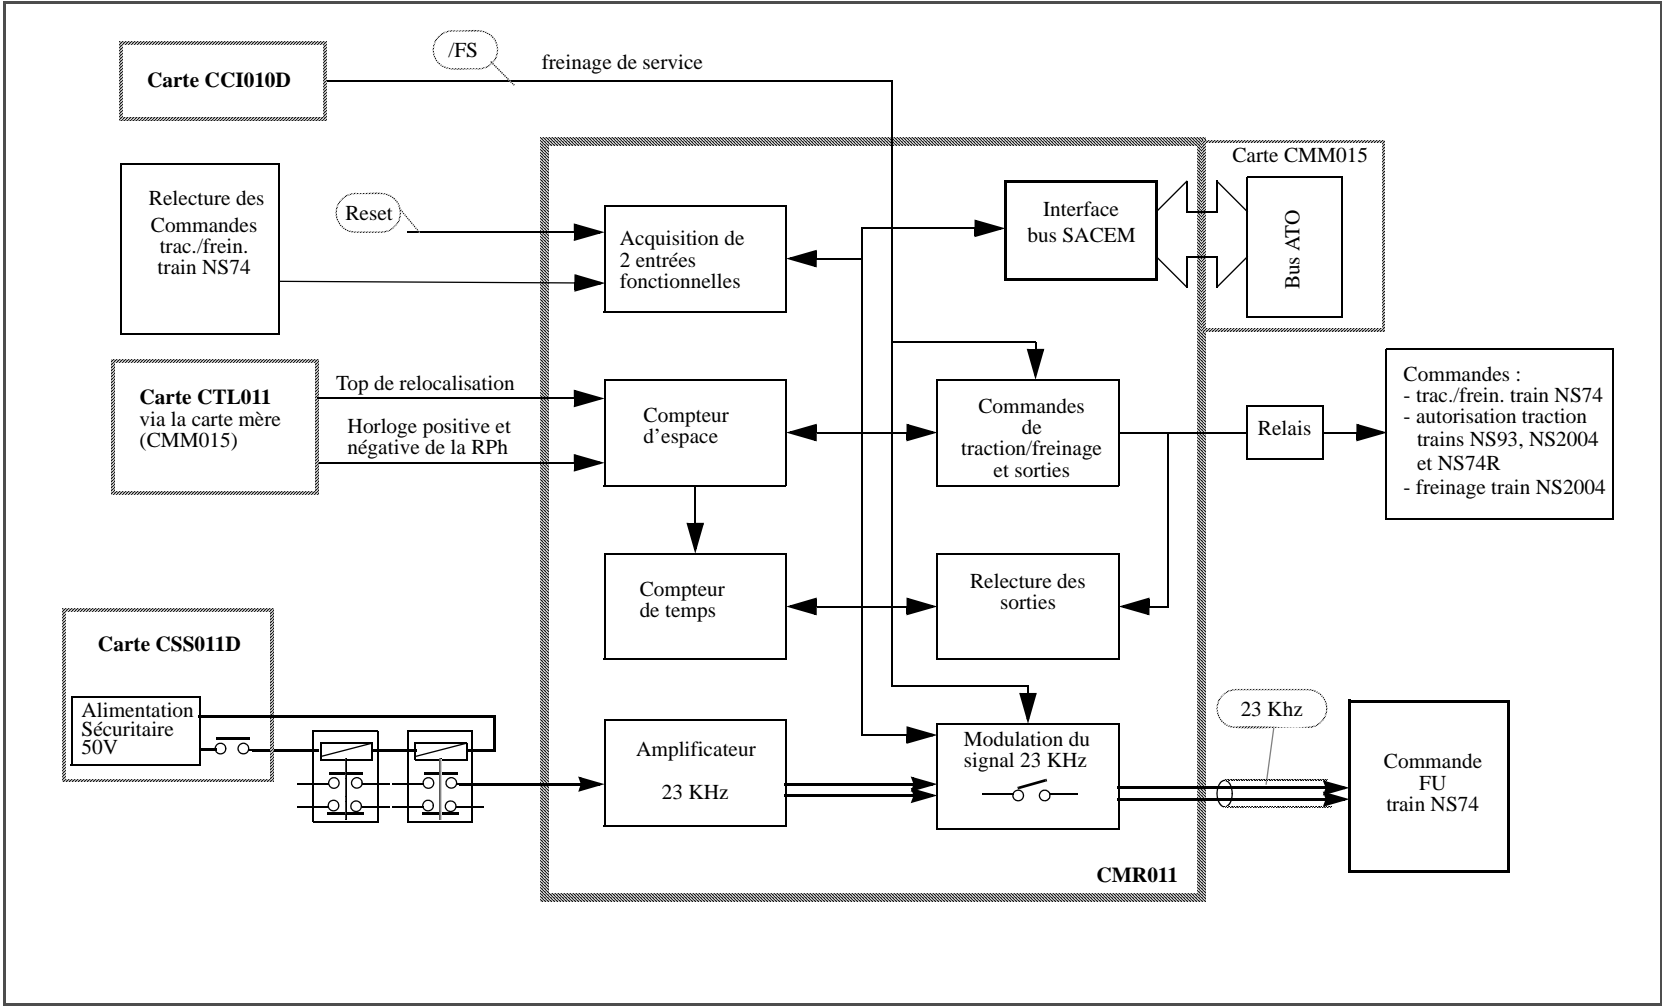 /FS
freinage de service
Carte CCI010D
Carte CMM015
Relecture des
Commandes
trac./frein.
train NS74
Reset
Acquisition de
2 entrées
fonctionnelles
Interface
bus SACEM
Bus ATO
Carte CTL011
via la carte mère
(CMM015)
Top de relocalisation
Horloge positive et
négative de la RPh
Compteur
d’espace
Commandes
de
traction/freinage
et sorties
Relais
Commandes :
- trac./frein. train NS74
- autorisation traction
trains NS93, NS2004
et NS74R
- freinage train NS2004
Compteur
de temps
Relecture des
sorties
Carte CSS011D
Alimentation
Sécuritaire
50V
Amplificateur
23 KHz
Modulation du
signal 23 KHz
23 Khz
Commande
FU
train NS74
CMR011